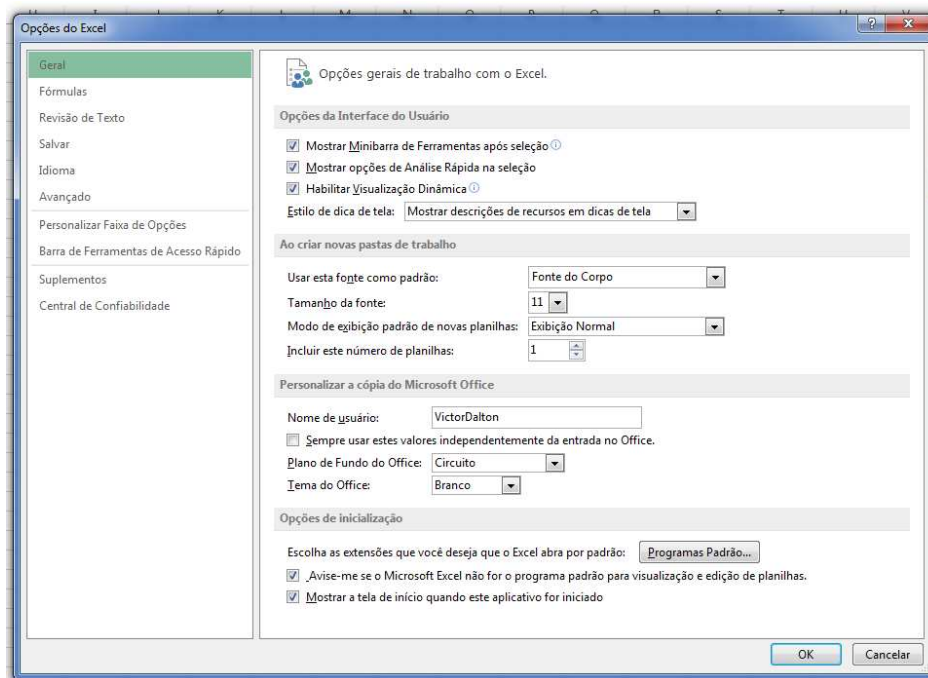 Opções do Excel
Geral
Fórmulas
Revisão de Texto
Salvar
Idioma
Avançado
Personalizar Faixa de Opções
Barra de Ferramentas de Acesso Rápido
Suplementos
Central de Confiabilidade
Opções gerais de trabalho com o Excel.
Opções da Interface do Usuário
Mostrar Minibarra de Ferramentas após seleção
Mostrar opções de Análise Rápida na seleção
Habilitar Visualização Dinâmica
Estilo de dica de tela: Mostrar descrições de recursos em dicas de tela
Ao criar novas pastas de trabalho
Usar esta fonte como padrão: Fonte do Corpo
Tamanho da fonte: 11
Modo de exibição padrão de novas planilhas: Exibição Normal
Incluir este número de planilhas: 1
Personalizar a cópia do Microsoft Office
Nome de usuário: VictorDalton
Sempre usar estes valores independentemente da entrada no Office.
Plano de Fundo do Office: Circuito
Tema do Office: Branco
Opções de inicialização
Escolha as extensões que você deseja que o Excel abra por padrão: Programas Padrão...
Avise-me se o Microsoft Excel não for o programa padrão para visualização e edição de planilhas.
Mostrar a tela de início quando este aplicativo for iniciado
OK Cancelar